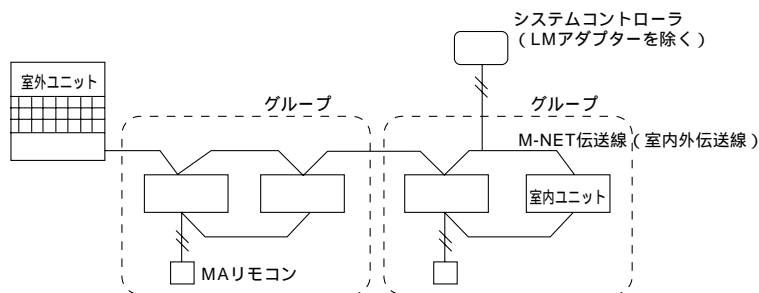 システムコントローラ
（LMアダプターを除く）
室外ユニット
グループ
グループ
M-NET伝送線（室内外伝送線）
室内ユニット
MAリモコン